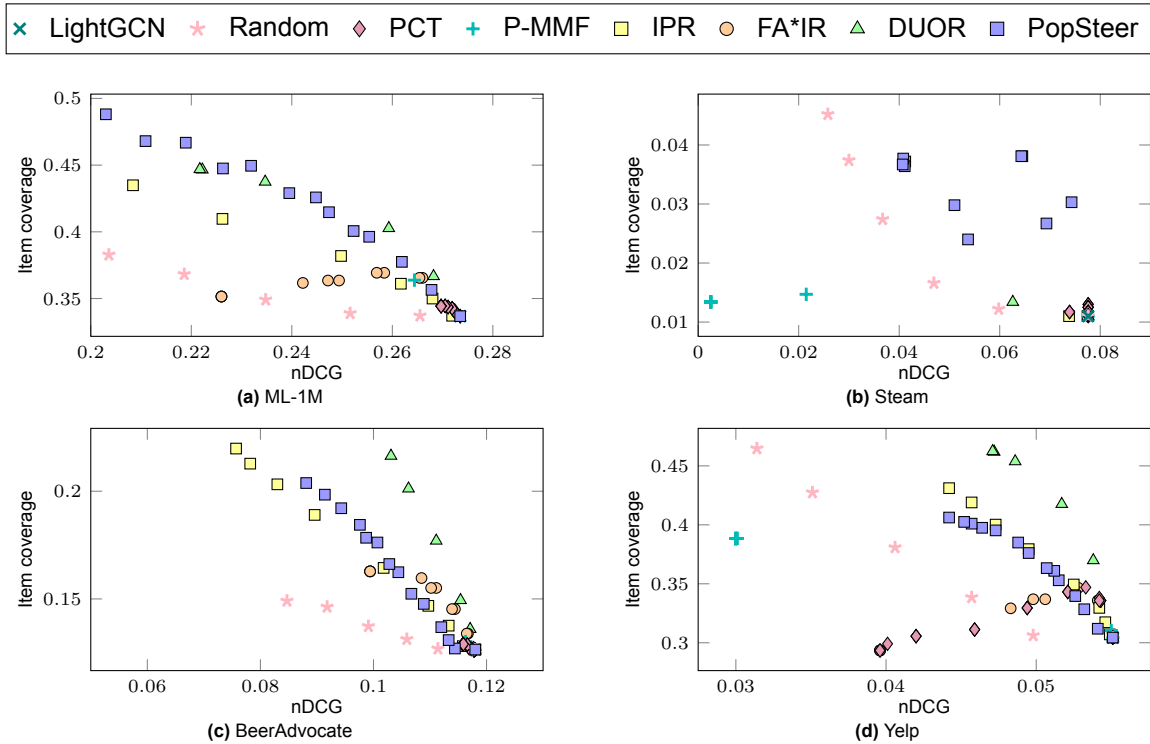 LightGCN Random PCT P-MMF IPR FA*IR DUOR PopSteer
0.5
0.45
0.4
0.35
Item coverage
0.2 0.22 0.24 0.26 0.28
nDCG
(a) ML-1M
0.04
0.03
0.02
0.01
Item coverage
0 0.02 0.04 0.06 0.08
nDCG
(b) Steam
0.2
0.15
Item coverage
0.06 0.08 0.1 0.12
nDCG
(c) BeerAdvocate
0.45
0.4
0.35
0.3
Item coverage
0.03 0.04 0.05
nDCG
(d) Yelp